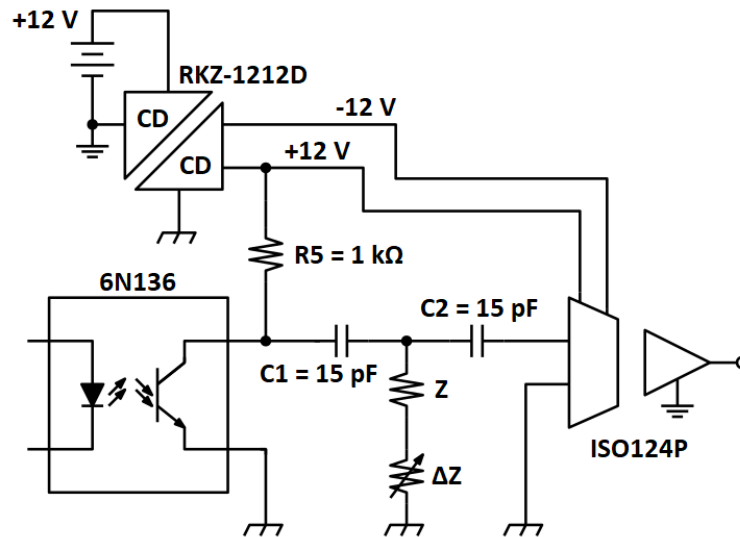 +12 V
RKZ-1212D
CD
CD
-12 V
+12 V
R5 = 1 kΩ
6N136
C2 = 15 pF
C1 = 15 pF
Z
ΔZ
ISO124P